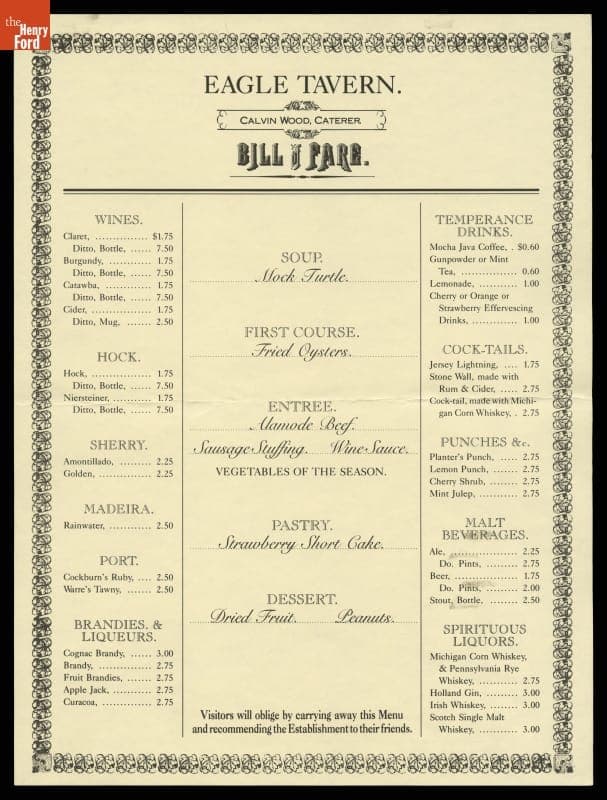 the
Henry
Ford
EAGLE TAVERN.
CALVIN WOOD, CATERER.
BILL OF FARE.
WINES.
Claret, ............... $1.75
Ditto, Bottle, ...... 7.50
Burgundy, ........... 1.75
Ditto, Bottle, ...... 7.50
Catawba, ............ 1.75
Ditto, Bottle, ...... 7.50
Cider, ................ 1.75
Ditto, Mug, ....... 2.50
HOCK.
Hock, ................ 1.75
Ditto, Bottle, ...... 7.50
Niersteiner, .......... 1.75
Ditto, Bottle, ...... 7.50
SHERRY.
Amontillado, ......... 2.25
Golden, .............. 2.25
MADEIRA.
Rainwater, ............ 2.50
PORT.
Cockburn's Ruby, .... 2.50
Warre's Tawny, ....... 2.50
BRANDIES. &
LIQUEURS.
Cognac Brandy, ...... 3.00
Brandy, .............. 2.75
Fruit Brandies, ....... 2.75
Apple Jack, ........... 2.75
Curacoa, ............. 2.75
SOUP.
Mock Turtle.
FIRST COURSE.
Fried Oysters.
ENTREE.
Alamode Beef.
Sausage Stuffing. Wine Sauce.
VEGETABLES OF THE SEASON.
PASTRY.
Strawberry Short Cake.
DESSERT.
Dried Fruit. Peanuts.
Visitors will oblige by carrying away this Menu
and recommending the Establishment to their friends.
TEMPERANCE
DRINKS.
Mocha Java Coffee, . $0.60
Gunpowder or Mint
Tea, ................ 0.60
Lemonade, ........... 1.00
Cherry or Orange or
Strawberry Effervescing
Drinks, .............. 1.00
COCK-TAILS.
Jersey Lightning, .... 1.75
Stone Wall, made with
Rum & Cider, ..... 2.75
Cock-tail, made with Michi-
gan Corn Whiskey, . 2.75
PUNCHES &c.
Planter's Punch, ..... 2.75
Lemon Punch, ....... 2.75
Cherry Shrub, ....... 2.75
Mint Julep, .......... 2.75
MALT
BEVERAGES.
Ale, .................. 2.25
Do. Pints, ......... 2.75
Beer, ................. 1.75
Do. Pints, ......... 2.00
Stout, Bottle, ........ 2.50
SPIRITUOUS
LIQUORS.
Michigan Corn Whiskey,
& Pennsylvania Rye
Whiskey, .......... 2.75
Holland Gin, ......... 3.00
Irish Whiskey, ....... 3.00
Scotch Single Malt
Whiskey, .......... 3.00